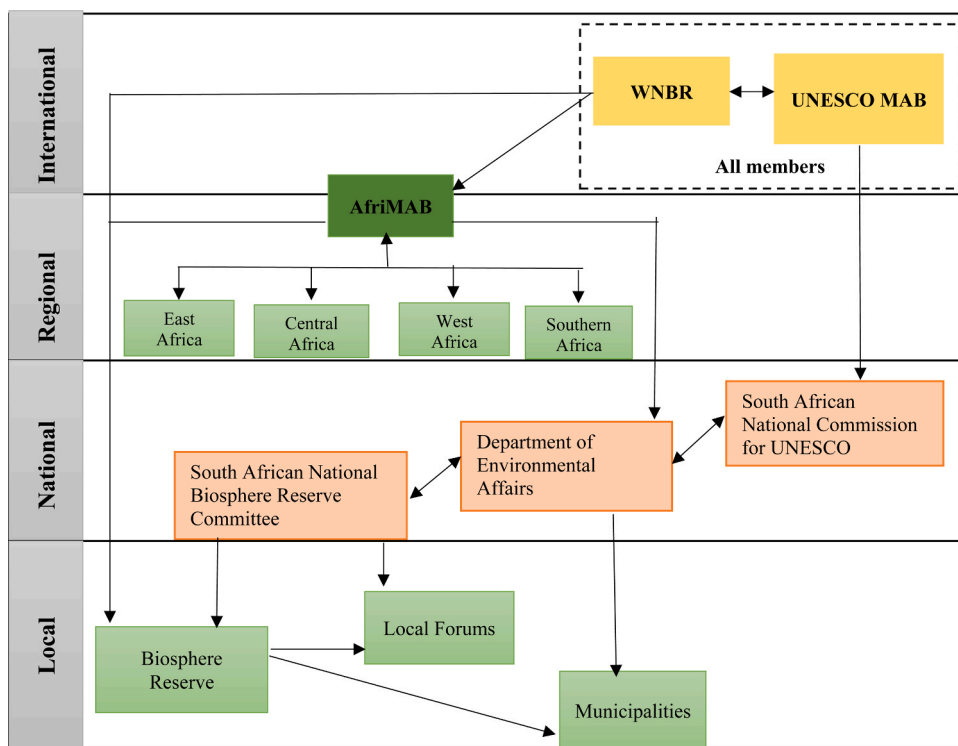 International
WNBR
UNESCO MAB
All members
Regional
AfriMAB
East
Africa
Central
Africa
West
Africa
Southern
Africa
National
South African
National Commission
for UNESCO
Department of
Environmental
Affairs
South African National
Biosphere Reserve
Committee
Local
Local Forums
Biosphere
Reserve
Municipalities